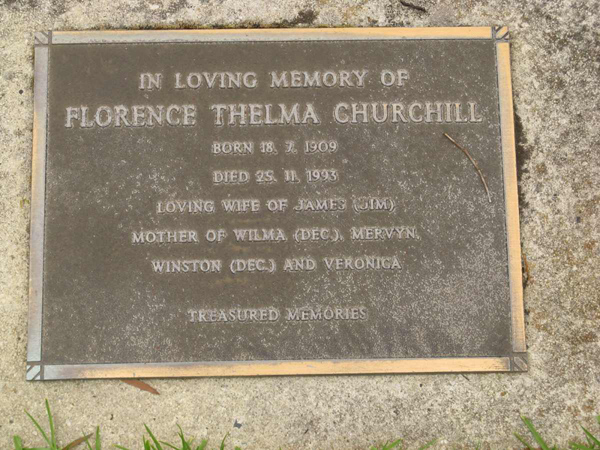 IN LOVING MEMORY OF
FLORENCE THELMA CHURCHILL
BORN 18. 7. 1909
DIED 25. 11. 1993
LOVING WIFE OF JAMES (JIM)
MOTHER OF WILMA (DEC.), MERVYN,
WINSTON (DEC.) AND VERONICA
TREASURED MEMORIES